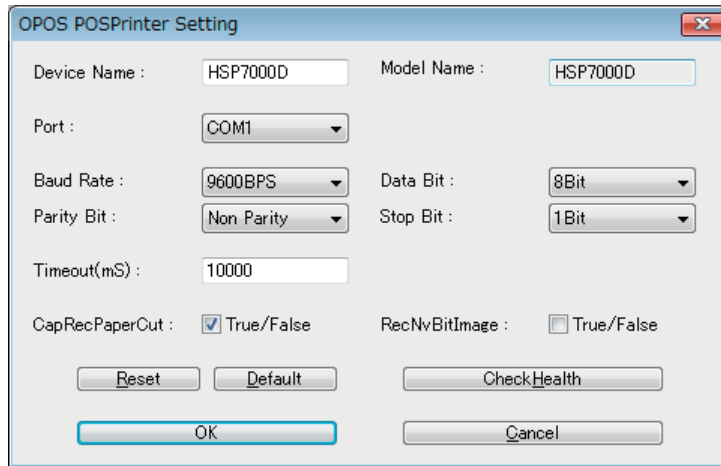 OPOS POSPrinter Setting
Device Name : HSP7000D Model Name : HSP7000D
Port : COM1
Baud Rate : 9600BPS Data Bit : 8Bit
Parity Bit : Non Parity Stop Bit : 1Bit
Timeout(mS) : 10000
CapRecPaperCut : True/False RecNvBitImage : True/False
Reset Default CheckHealth
OK Cancel